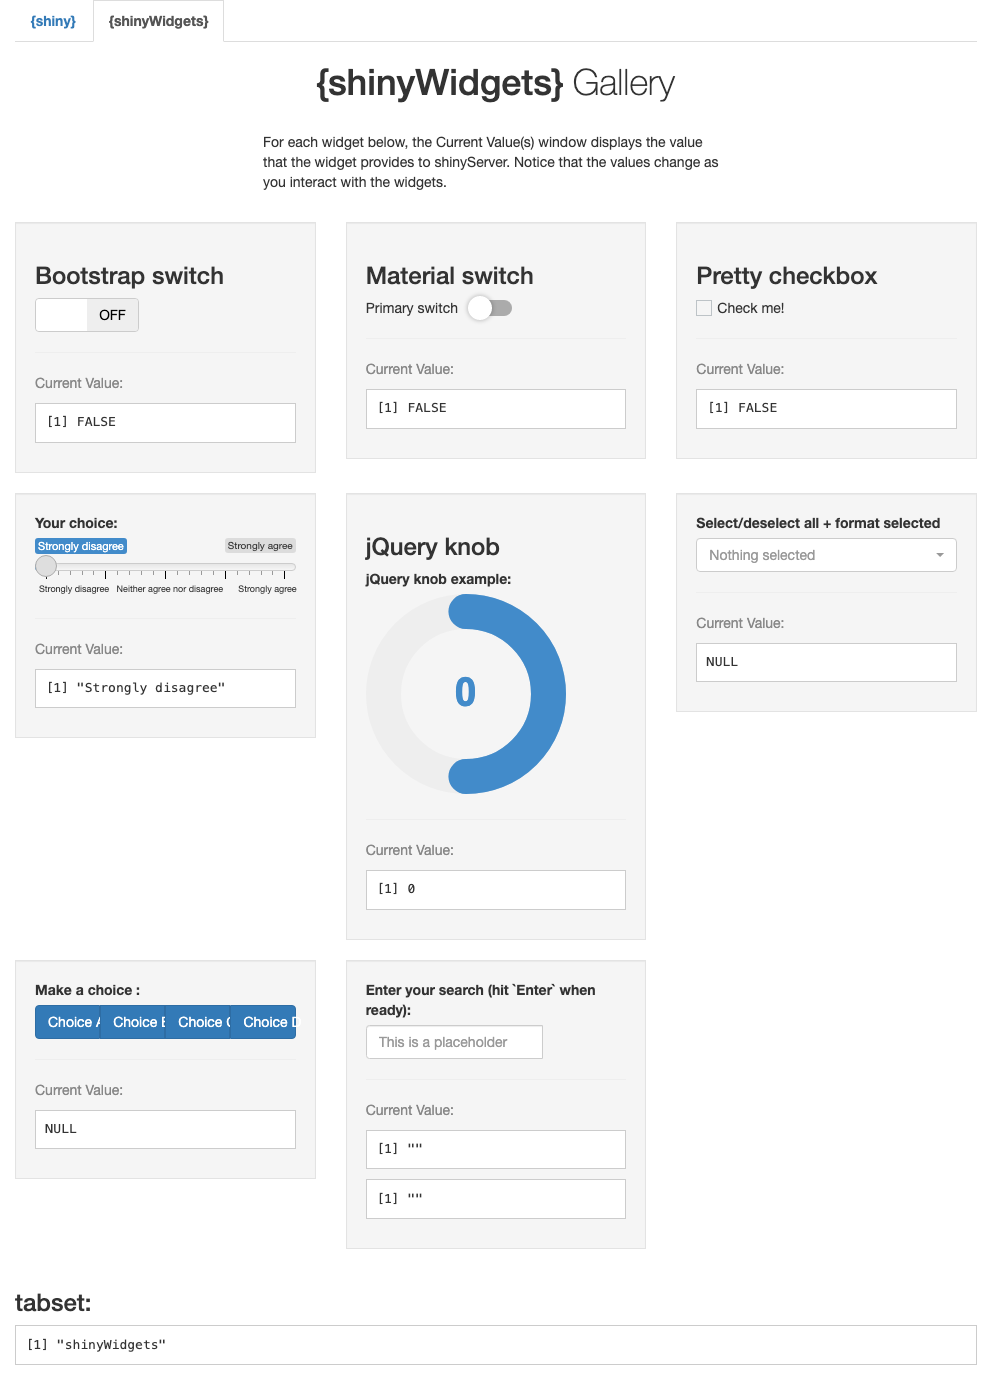 {shiny}
{shinyWidgets}
{shinyWidgets} Gallery
For each widget below, the Current Value(s) window displays the value
that the widget provides to shinyServer. Notice that the values change as
you interact with the widgets.
Bootstrap switch
OFF
Current Value:
[1] FALSE
Material switch
Primary switch
Current Value:
[1] FALSE
Pretty checkbox
Check me!
Current Value:
[1] FALSE
Your choice:
Strongly disagree
Strongly agree
Strongly disagree
Neither agree nor disagree
Strongly agree
Current Value:
[1] "Strongly disagree"
jQuery knob
jQuery knob example:
0
Current Value:
[1] 0
Select/deselect all + format selected
Nothing selected
Current Value:
NULL
Make a choice :
Choice A
Choice B
Choice C
Choice D
Current Value:
NULL
Enter your search (hit `Enter` when
ready):
This is a placeholder
Current Value:
[1] ""
[1] ""
tabset:
[1] "shinyWidgets"